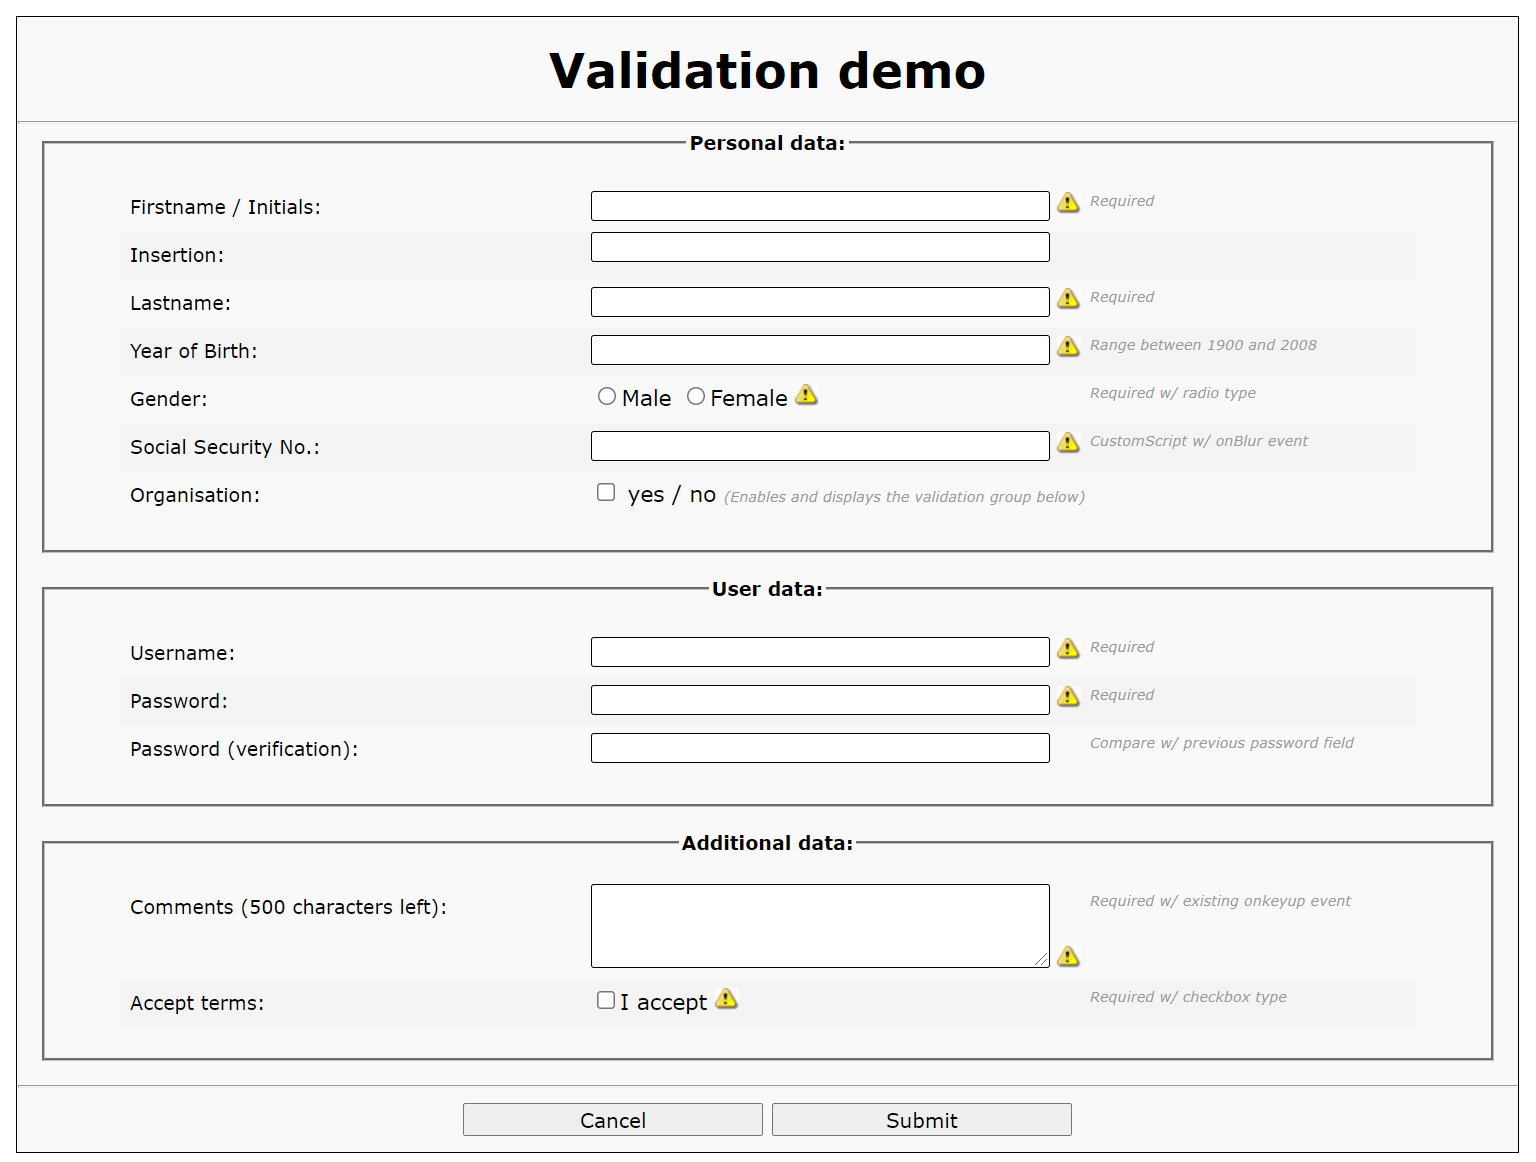 Validation demo
Personal data:
Firstname / Initials: Required
Insertion:
Lastname: Required
Year of Birth: Range between 1900 and 2008
Gender: Male Female Required w/ radio type
Social Security No.: CustomScript w/ onBlur event
Organisation: yes / no (Enables and displays the validation group below)
User data:
Username: Required
Password: Required
Password (verification): Compare w/ previous password field
Additional data:
Comments (500 characters left): Required w/ existing onkeyup event
Accept terms: I accept Required w/ checkbox type
Cancel Submit